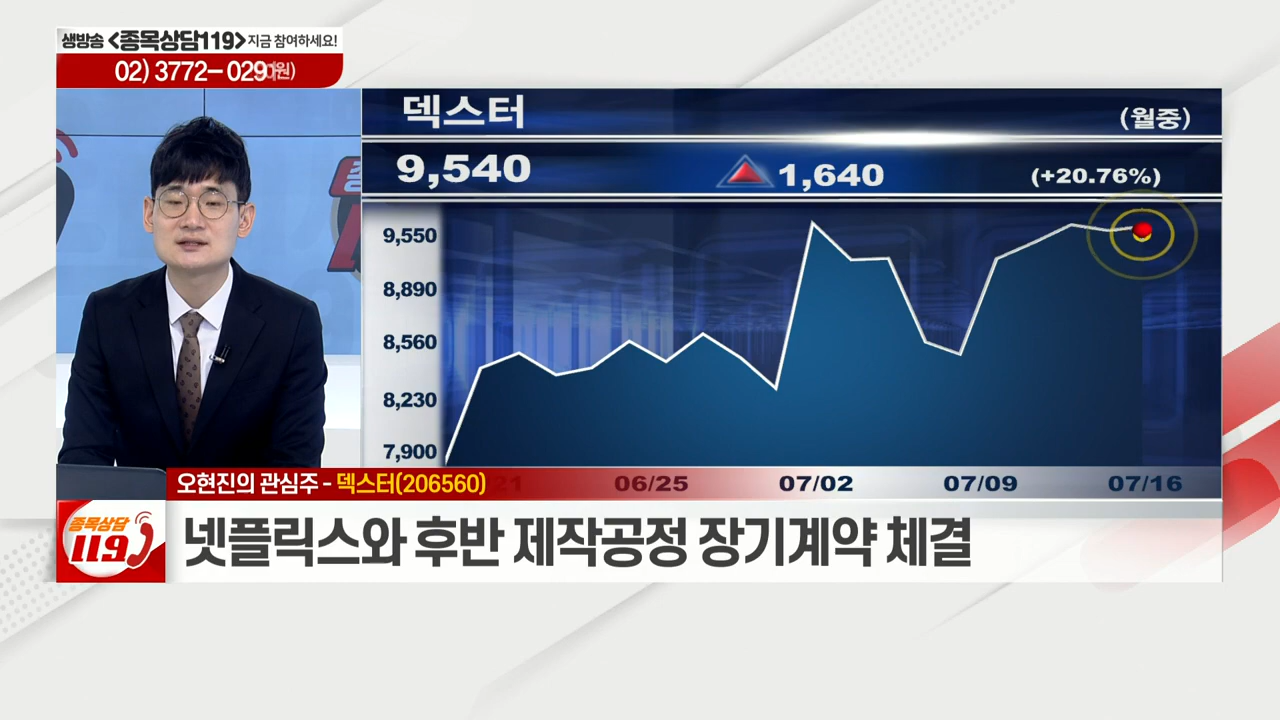 생방송 <종목상담119> 지금 참여하세요!
02) 3772-0291
덱스터
(월중)
9,540
1,640
(+20.76%)
9,550
8,890
8,560
8,230
7,900
06/25
07/02
07/09
07/16
오현진의 관심주 - 덱스터(206560)
종목상담
119
넷플릭스와 후반 제작공정 장기계약 체결